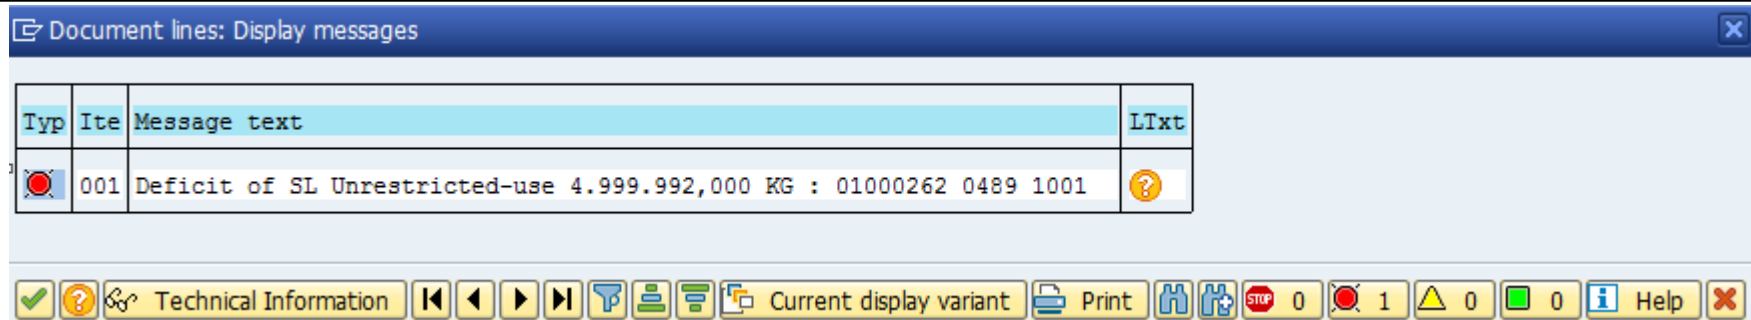 Document lines: Display messages
Typ Ite Message text LTxt
001 Deficit of SL Unrestricted-use 4.999.992,000 KG : 01000262 0489 1001
Technical Information Current display variant Print STOP 0 1 0 0 Help